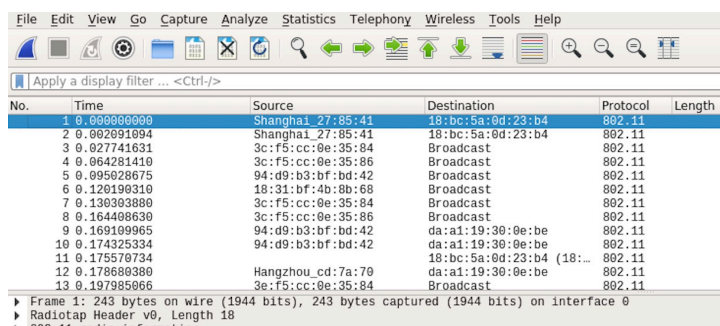 File Edit View Go Capture Analyze Statistics Telephony Wireless Tools Help
Apply a display filter ... <Ctrl-/>
No. Time Source Destination Protocol Length
1 0.000000000 Shanghai_27:85:41 18:bc:5a:0d:23:b4 802.11
2 0.002091094 Shanghai_27:85:41 18:bc:5a:0d:23:b4 802.11
3 0.027741631 3c:f5:cc:0e:35:84 Broadcast 802.11
4 0.064281410 3c:f5:cc:0e:35:86 Broadcast 802.11
5 0.095028675 94:d9:b3:bf:bd:42 Broadcast 802.11
6 0.120190310 18:31:bf:4b:8b:68 Broadcast 802.11
7 0.130303880 3c:f5:cc:0e:35:84 Broadcast 802.11
8 0.164408630 3c:f5:cc:0e:35:86 Broadcast 802.11
9 0.169109965 94:d9:b3:bf:bd:42 da:a1:19:30:0e:be 802.11
10 0.174325334 94:d9:b3:bf:bd:42 da:a1:19:30:0e:be 802.11
11 0.175570734 18:bc:5a:0d:23:b4 (18:… 802.11
12 0.178680380 Hangzhou_cd:7a:70 da:a1:19:30:0e:be 802.11
13 0.197985066 3e:f5:cc:0e:35:84 Broadcast 802.11
Frame 1: 243 bytes on wire (1944 bits), 243 bytes captured (1944 bits) on interface 0
Radiotap Header v0, Length 18